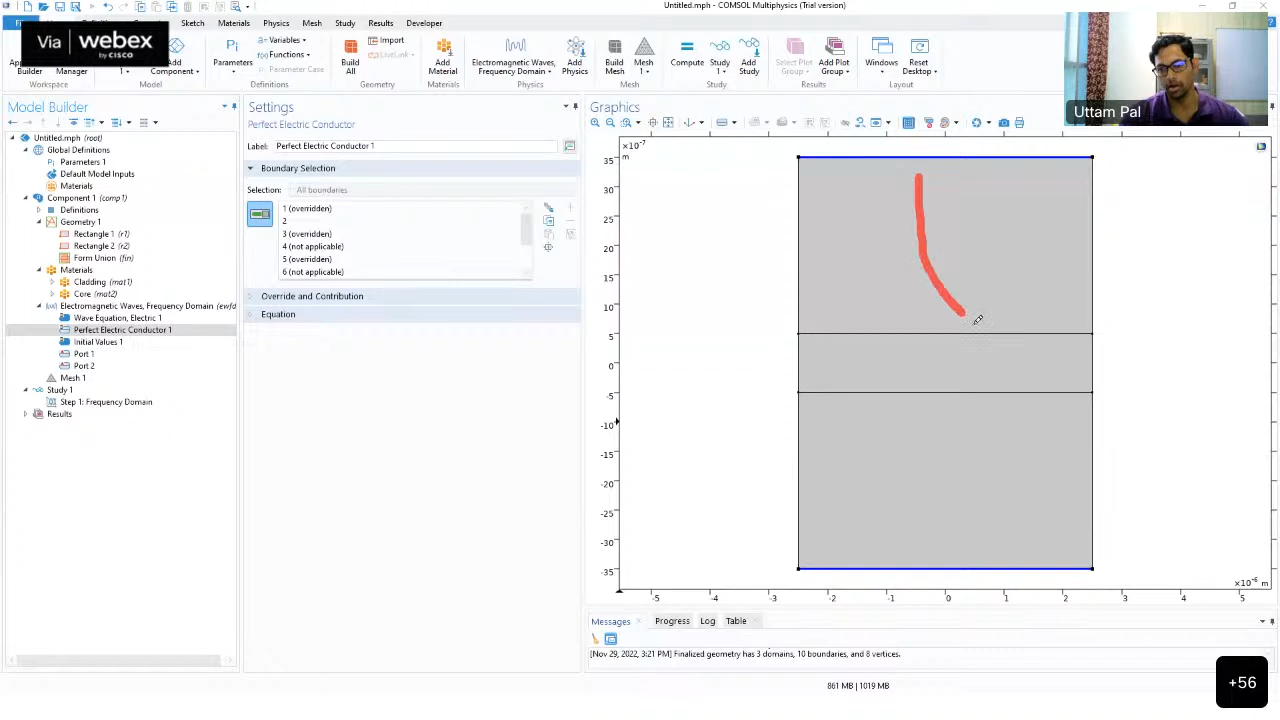 Untitled.mph - COMSOL Multiphysics (Trial version)
Sketch Materials Physics Mesh Study Results Developer
Via webex by CISCO
Uttam Pal
Builder
Manager
1
Component
Workspace
Model
Parameters
Variables
Functions
Parameter Case
Definitions
Build All
Import
LiveLink
Geometry
Add Material
Materials
Electromagnetic Waves, Frequency Domain
Add Physics
Physics
Build Mesh
Mesh 1
Mesh
Compute
Study 1
Add Study
Study
Select Plot Group
Add Plot Group
Results
Windows
Reset Desktop
Layout
Model Builder
Untitled.mph (root)
Global Definitions
Pi Parameters 1
Default Model Inputs
Materials
Component 1 (comp1)
Definitions
Geometry 1
Rectangle 1 (r1)
Rectangle 2 (r2)
Form Union (fin)
Materials
Cladding (mat1)
Core (mat2)
Electromagnetic Waves, Frequency Domain (ewfd
Wave Equation, Electric 1
Perfect Electric Conductor 1
Initial Values 1
Port 1
Port 2
Mesh 1
Study 1
Step 1: Frequency Domain
Results
Settings
Perfect Electric Conductor
Label: Perfect Electric Conductor 1
Boundary Selection
Selection: All boundaries
1 (overridden)
2
3 (overridden)
4 (not applicable)
5 (overridden)
6 (not applicable)
Override and Contribution
Equation
Graphics
×10⁻⁷
m
35
30
25
20
15
10
5
0
-5
-10
-15
-20
-25
-30
-35
×10⁻⁶ m
-5 -4 -3 -2 -1 0 1 2 3 4 5
Messages Progress Log Table
[Nov 29, 2022, 3:21 PM] Finalized geometry has 3 domains, 10 boundaries, and 8 vertices.
861 MB | 1019 MB
+56